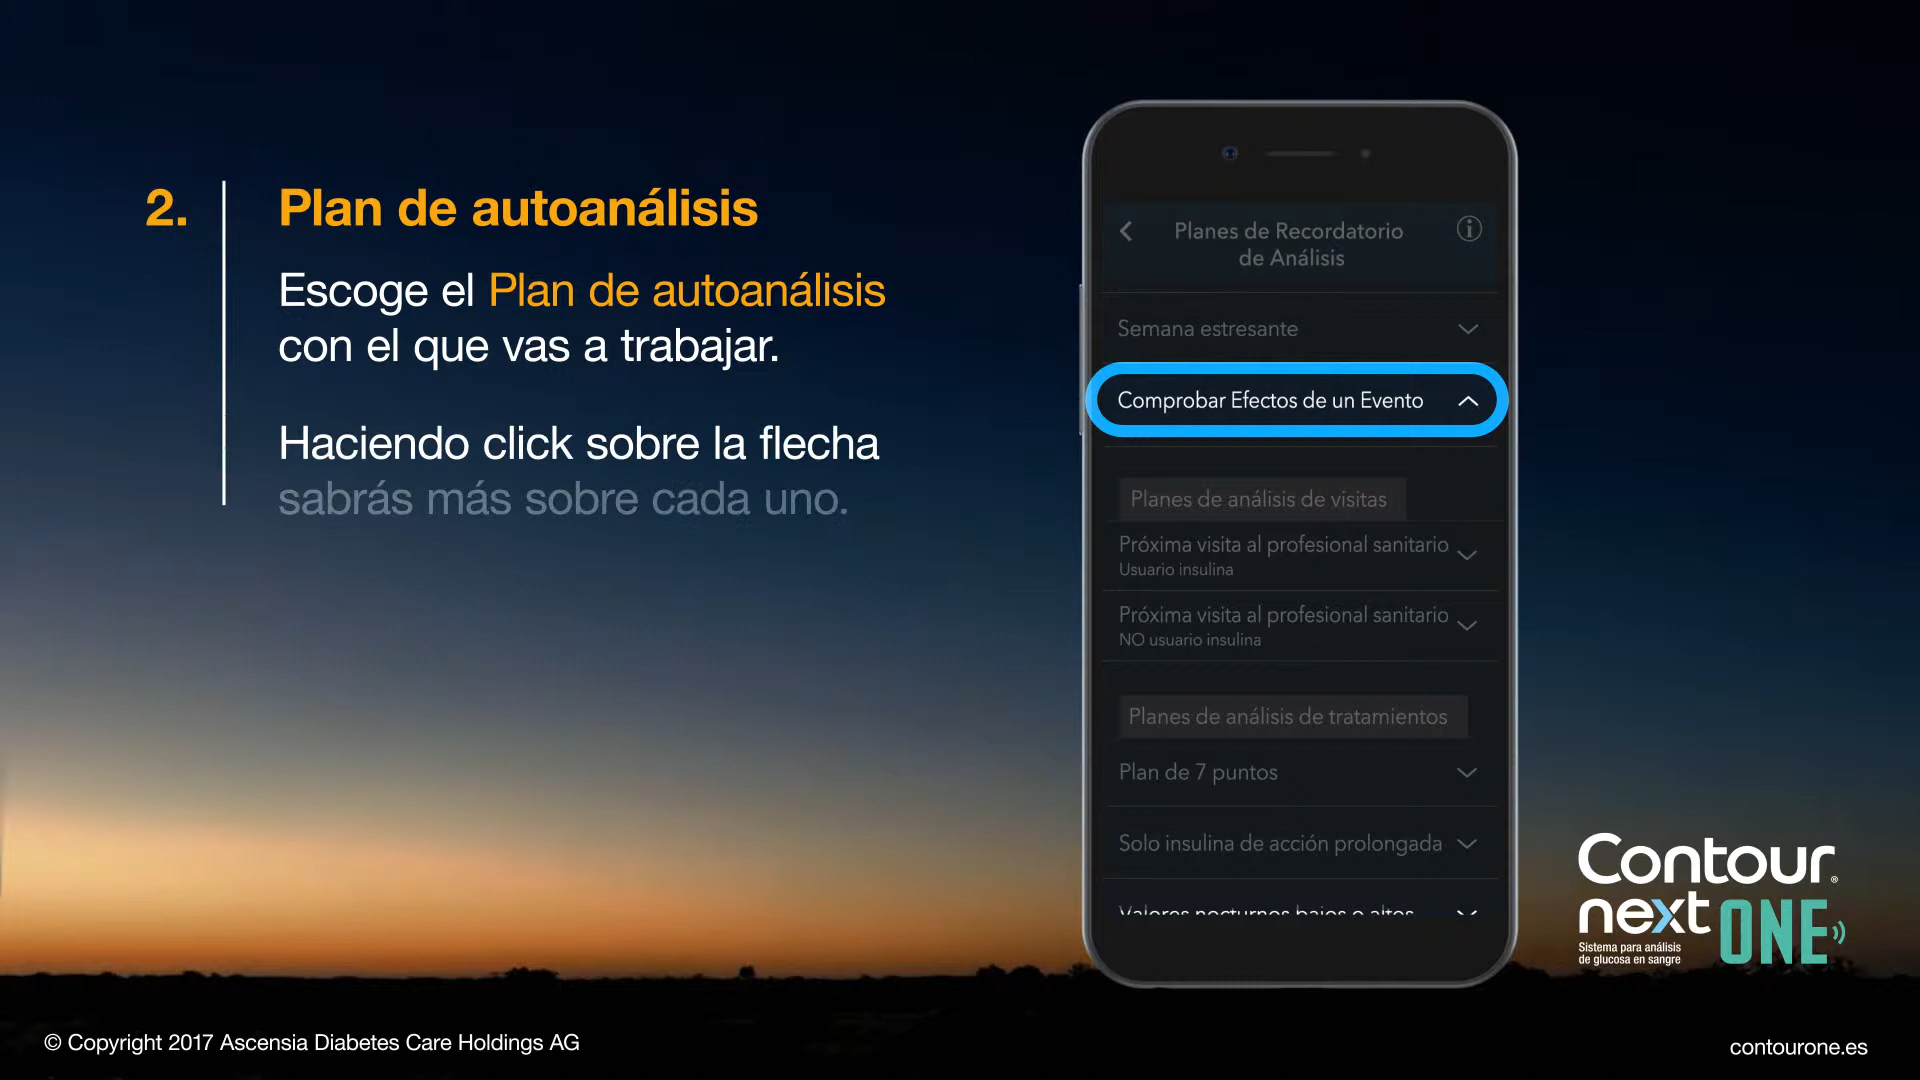 2.
Plan de autoanálisis
Escoge el Plan de autoanálisis
con el que vas a trabajar.
Haciendo click sobre la flecha
sabrás más sobre cada uno.
Planes de Recordatorio
de Análisis
Semana estresante
Comprobar Efectos de un Evento
Planes de análisis de visitas
Próxima visita al profesional sanitario
Usuario insulina
Próxima visita al profesional sanitario
NO usuario insulina
Planes de análisis de tratamientos
Plan de 7 puntos
Solo insulina de acción prolongada
Valores nocturnos bajos o altos
Contour®
next ONE
Sistema para análisis
de glucosa en sangre
© Copyright 2017 Ascensia Diabetes Care Holdings AG
contourone.es